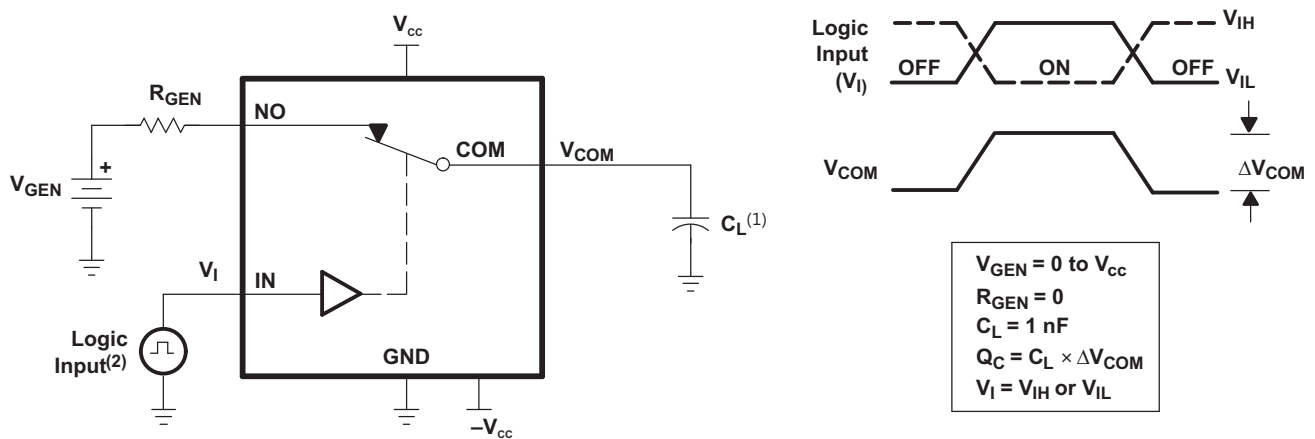 V_cc
R_GEN
NO
COM
V_COM
V_GEN
+
C_L(1)
V_I
IN
Logic
Input(2)
GND
–V_cc
Logic
Input
(V_I)
V_IH
OFF
ON
OFF
V_IL
V_COM
ΔV_COM
V_GEN = 0 to V_cc
R_GEN = 0
C_L = 1 nF
Q_C = C_L × ΔV_COM
V_I = V_IH or V_IL